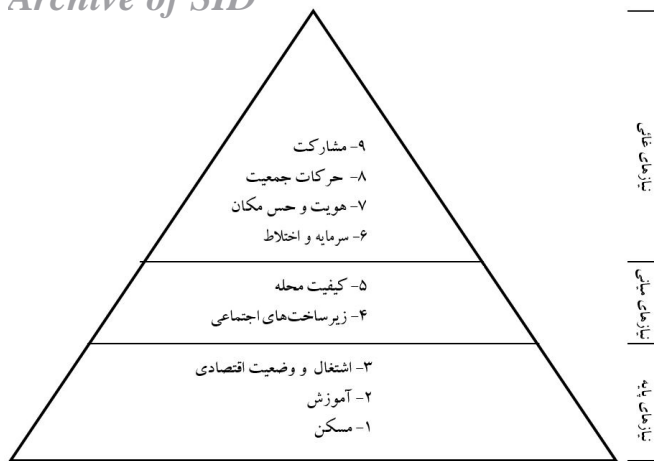 Archive of SID
۹- مشارکت
۸- حرکات جمعیت
۷- هویت و حس مکان
۶- سرمایه و اختلاط
نیازهای غائی
۵- کیفیت محله
۴- زیرساخت‌های اجتماعی
نیازهای میانی
۳- اشتغال و وضعیت اقتصادی
۲- آموزش
۱- مسکن
نیازهای پایه